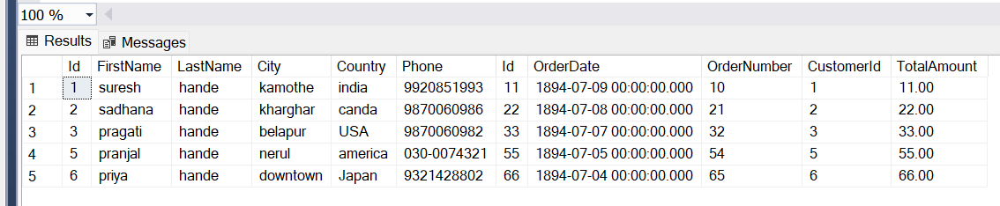 100 %
Results Messages
Id FirstName LastName City Country Phone Id OrderDate OrderNumber CustomerId TotalAmount
1 1 suresh hande kamothe india 9920851993 11 1894-07-09 00:00:00.000 10 1 11.00
2 2 sadhana hande kharghar canda 9870060986 22 1894-07-08 00:00:00.000 21 2 22.00
3 3 pragati hande belapur USA 9870060982 33 1894-07-07 00:00:00.000 32 3 33.00
4 5 pranjal hande nerul america 030-0074321 55 1894-07-05 00:00:00.000 54 5 55.00
5 6 priya hande downtown Japan 9321428802 66 1894-07-04 00:00:00.000 65 6 66.00